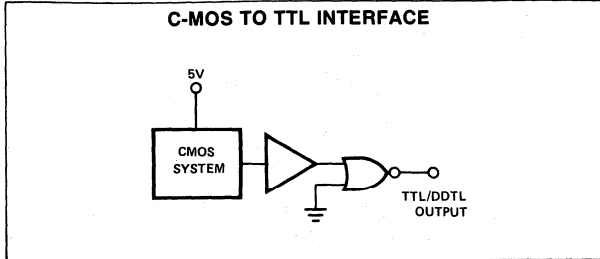 C-MOS TO TTL INTERFACE
5V
CMOS
SYSTEM
TTL/DDTL
OUTPUT